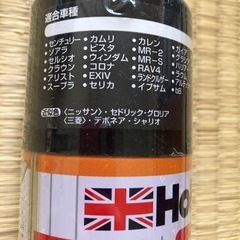 適合車種
センチュリー
ソアラ
セルシオ
クラウン
アリスト
スープラ
カムリ
ビスタ
ウィンダム
コロナ
EXIV
セリカ
カレン
MR-2
MR-S
RAV4
ランドクルーザー
イプサム
bB
近似色
〈ニッサン〉・セドリック・グロリア
〈三菱〉・デボネア・シャリオ
Ho